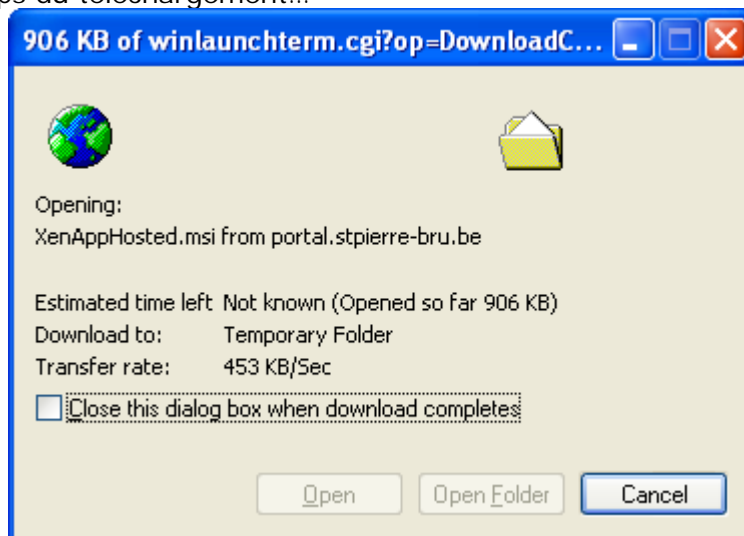 du téléchargement!!!
906 KB of winlaunchterm.cgi?op=DownloadC...
Opening:
XenAppHosted.msi from portal.stpierre-bru.be
Estimated time left Not known (Opened so far 906 KB)
Download to: Temporary Folder
Transfer rate: 453 KB/Sec
Close this dialog box when download completes
Open Open Folder Cancel